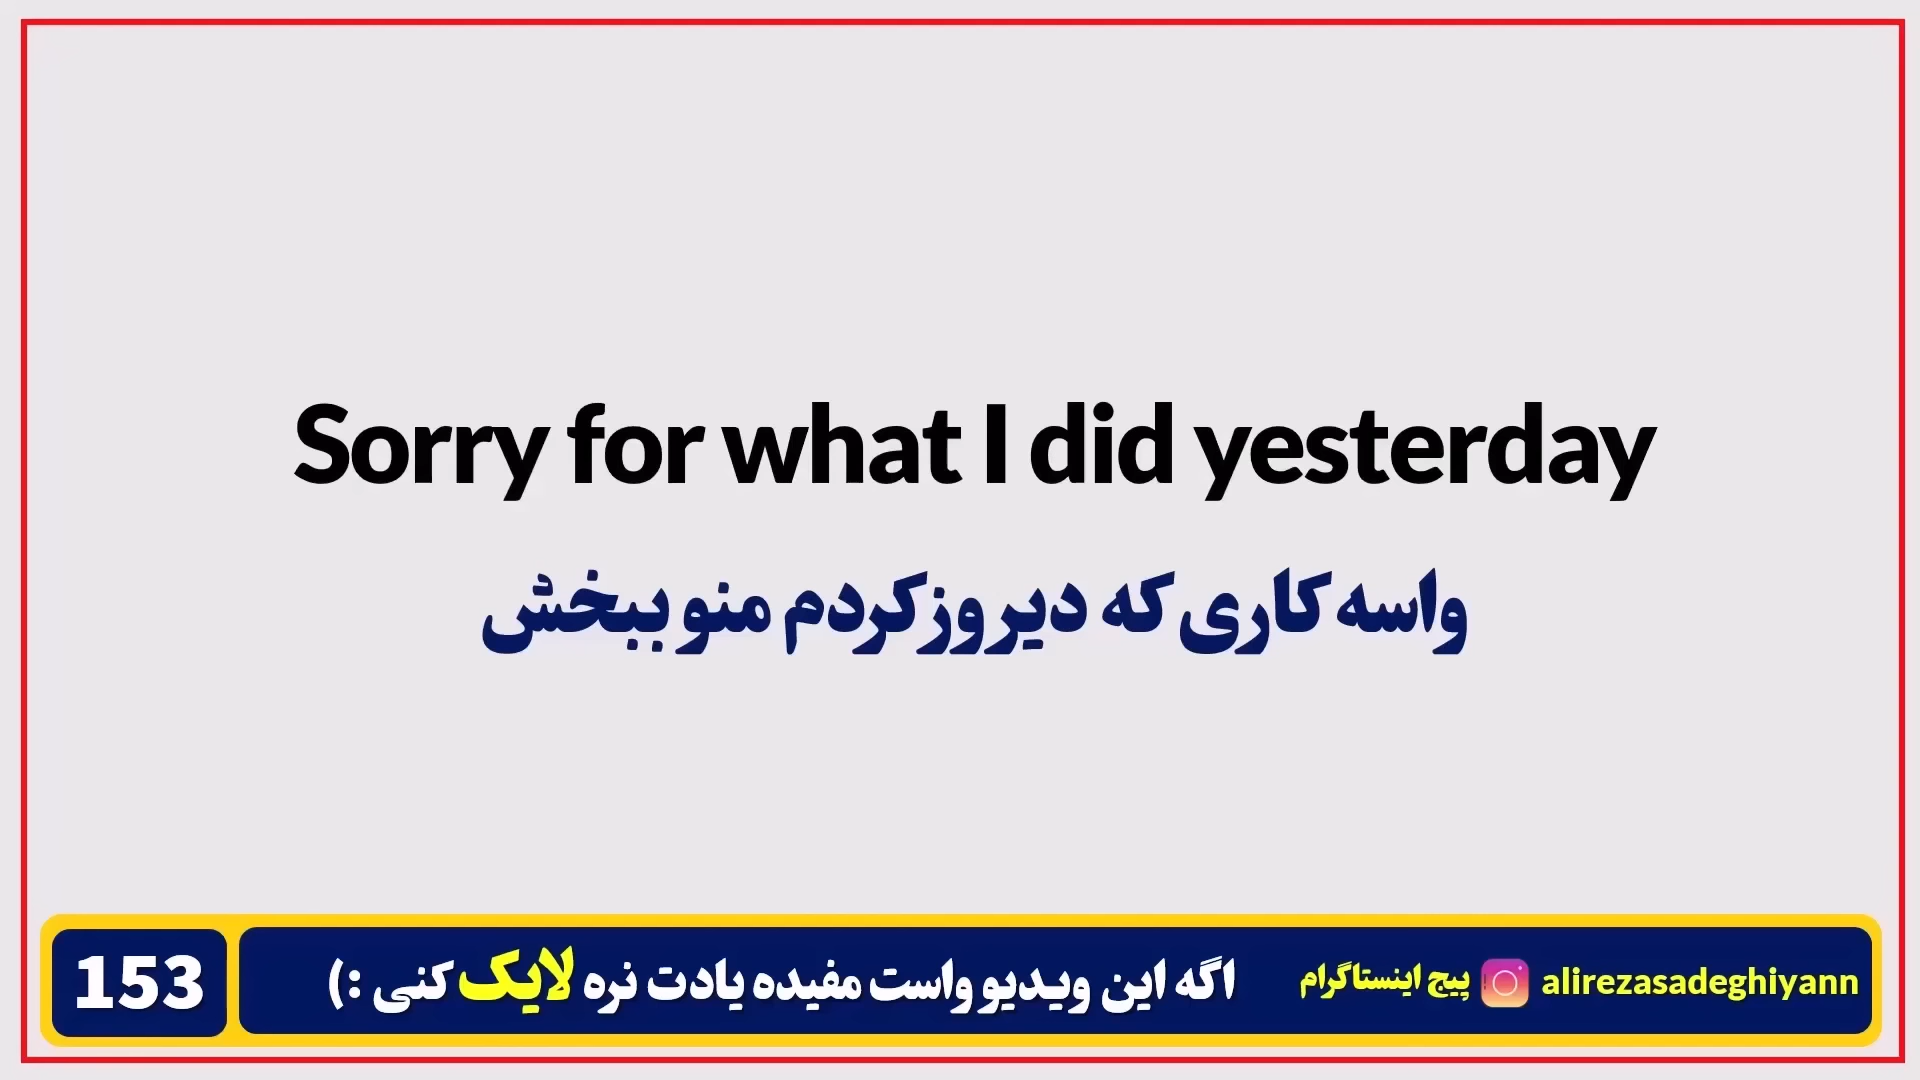 Sorry for what I did yesterday
واسه کاری که دیروز کردم منو ببخش
153
اگه این ویدیو واست مفیده یادت نره لایک کنی :)
پیج اینستاگرام
alirezasadeghiyann